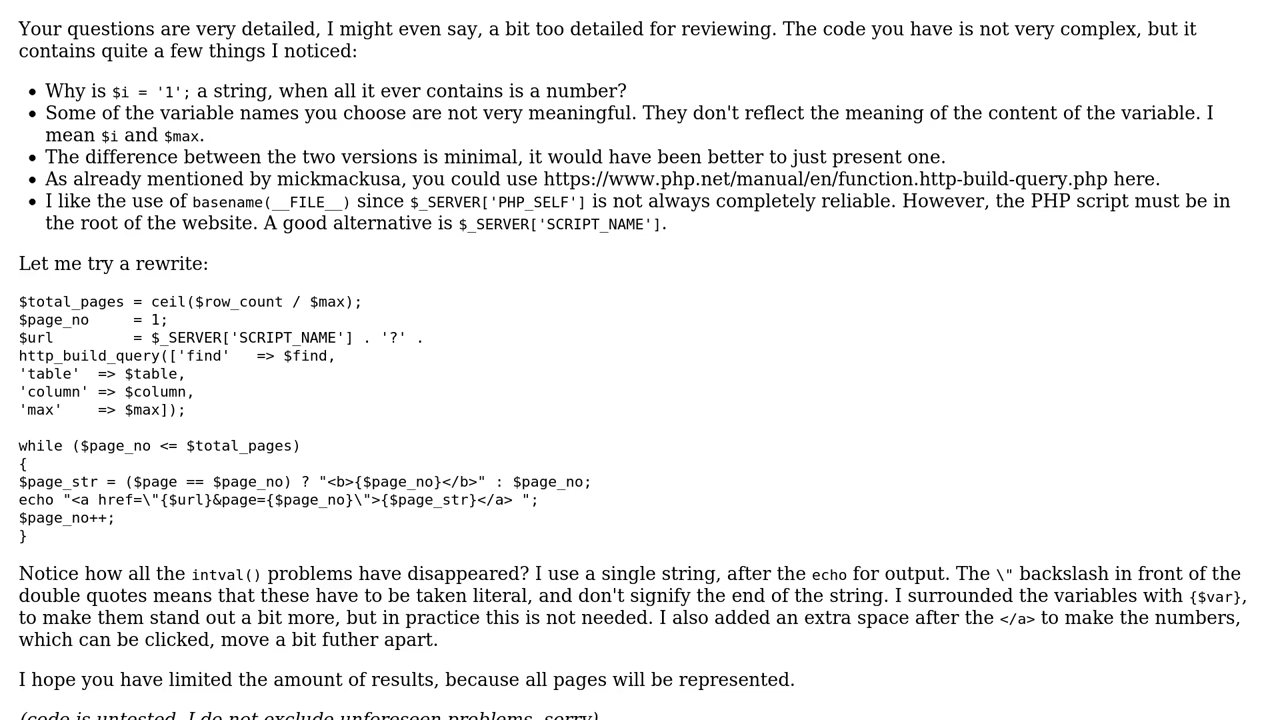 Your questions are very detailed, I might even say, a bit too detailed for reviewing. The code you have is not very complex, but it
contains quite a few things I noticed:
• Why is $i = '1'; a string, when all it ever contains is a number?
• Some of the variable names you choose are not very meaningful. They don't reflect the meaning of the content of the variable. I
mean $i and $max.
• The difference between the two versions is minimal, it would have been better to just present one.
• As already mentioned by mickmackusa, you could use https://www.php.net/manual/en/function.http-build-query.php here.
• I like the use of basename(__FILE__) since $_SERVER['PHP_SELF'] is not always completely reliable. However, the PHP script must be in
the root of the website. A good alternative is $_SERVER['SCRIPT_NAME'].
Let me try a rewrite:
$total_pages = ceil($row_count / $max);
$page_no     = 1;
$url         = $_SERVER['SCRIPT_NAME'] . '?' .
http_build_query(['find'   => $find,
'table'  => $table,
'column' => $column,
'max'    => $max]);
while ($page_no <= $total_pages)
{
$page_str = ($page == $page_no) ? "<b>{$page_no}</b>" : $page_no;
echo "<a href=\"{$url}&page={$page_no}\">{$page_str}</a> ";
$page_no++;
}
Notice how all the intval() problems have disappeared? I use a single string, after the echo for output. The \" backslash in front of the
double quotes means that these have to be taken literal, and don't signify the end of the string. I surrounded the variables with {$var},
to make them stand out a bit more, but in practice this is not needed. I also added an extra space after the </a> to make the numbers,
which can be clicked, move a bit futher apart.
I hope you have limited the amount of results, because all pages will be represented.
(code is untested, I do not exclude unforeseen problems, sorry)